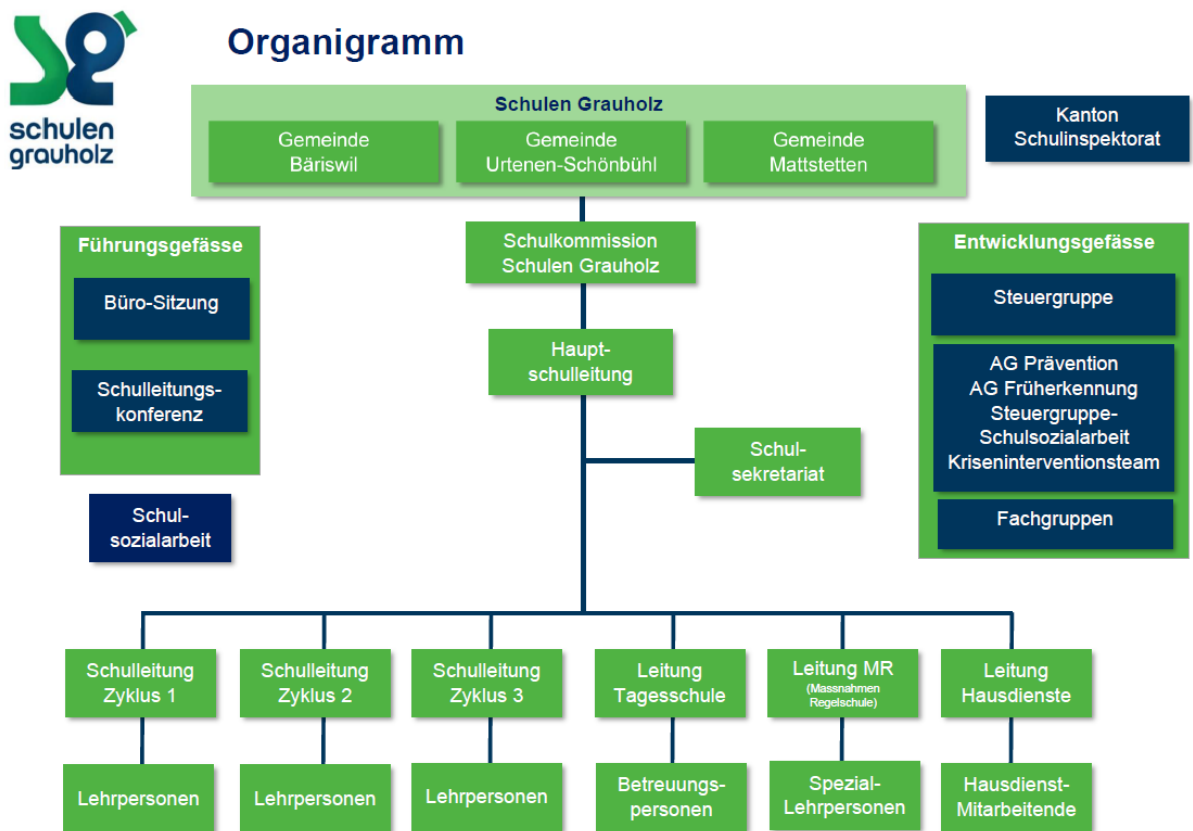 schulen
grauholz
Organigramm
Schulen Grauholz
Gemeinde
Bäriswil
Gemeinde
Urtenen-Schönbühl
Gemeinde
Mattstetten
Kanton
Schulinspektorat
Führungsgefässe
Büro-Sitzung
Schulleitungs-
konferenz
Schul-
sozialarbeit
Schulkommission
Schulen Grauholz
Haupt-
schulleitung
Schul-
sekretariat
Entwicklungsgefässe
Steuergruppe
AG Prävention
AG Früherkennung
Steuergruppe-
Schulsozialarbeit
Kriseninterventionsteam
Fachgruppen
Schulleitung
Zyklus 1
Schulleitung
Zyklus 2
Schulleitung
Zyklus 3
Leitung
Tagesschule
Leitung MR
(Massnahmen
Regelschule)
Leitung
Hausdienste
Lehrpersonen
Lehrpersonen
Lehrpersonen
Betreuungs-
personen
Spezial-
Lehrpersonen
Hausdienst-
Mitarbeitende